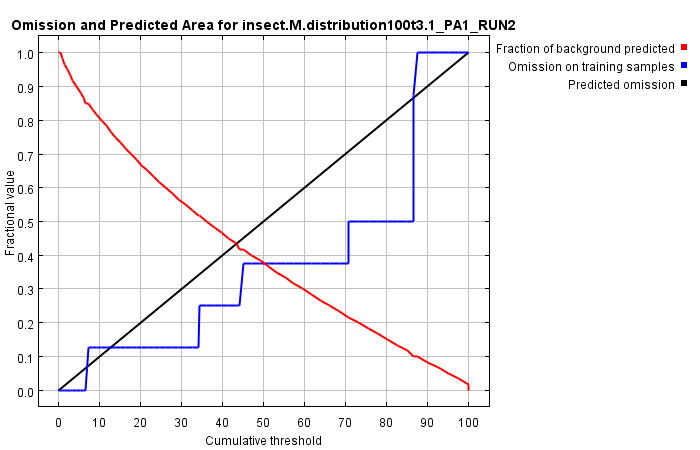 Omission and Predicted Area for insect.M.distribution100t3.1_PA1_RUN2
Fraction of background predicted
Omission on training samples
Predicted omission
Fractional value
1.0
0.9
0.8
0.7
0.6
0.5
0.4
0.3
0.2
0.1
0.0
0 10 20 30 40 50 60 70 80 90 100
Cumulative threshold